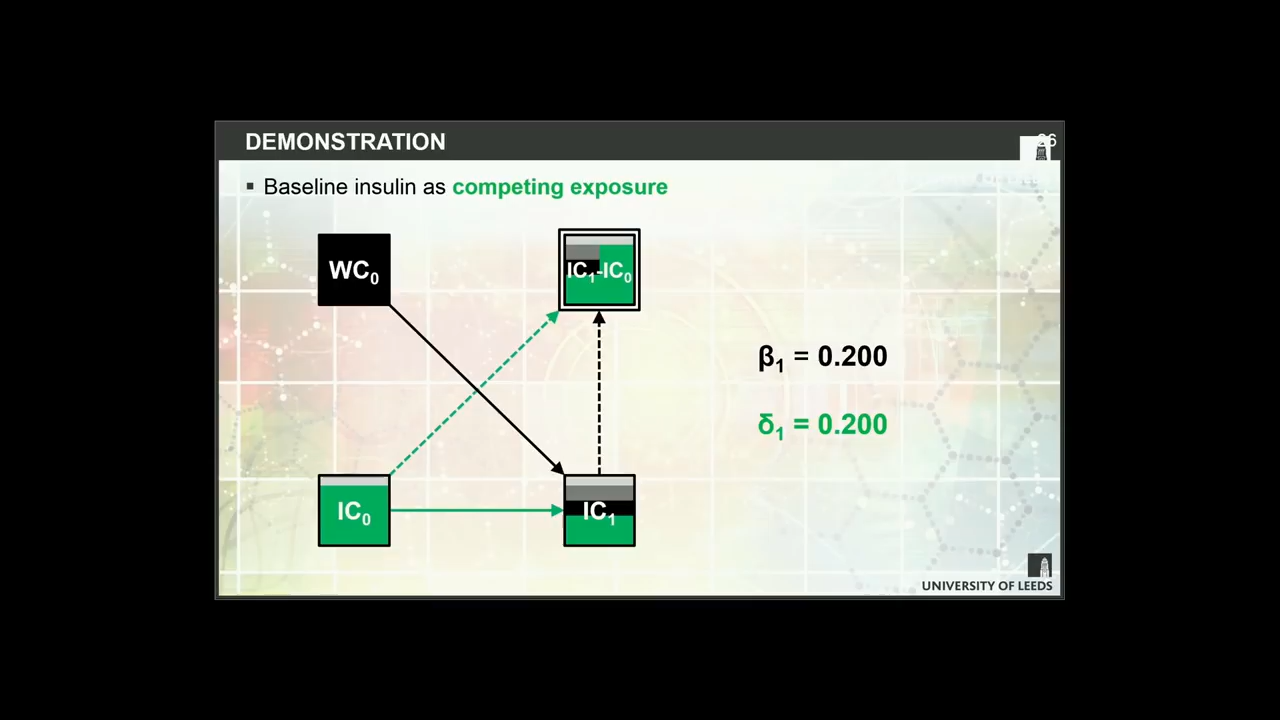 DEMONSTRATION
26
▪ Baseline insulin as competing exposure
WC₀
IC₁-IC₀
β₁ = 0.200
δ₁ = 0.200
IC₀
IC₁
UNIVERSITY OF LEEDS